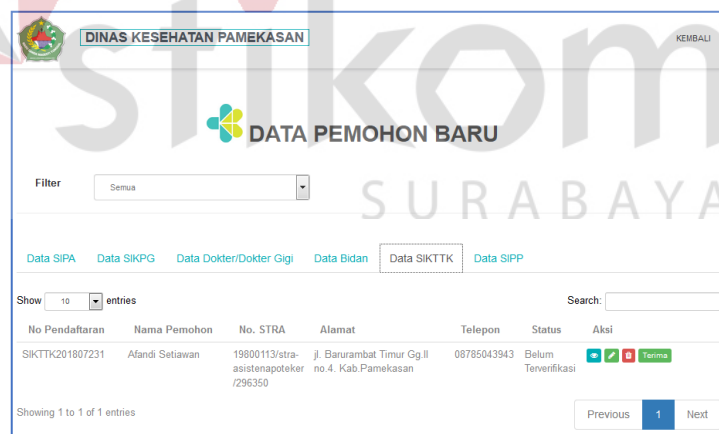 stikom
SURABAYA
DINAS KESEHATAN PAMEKASAN
KEMBALI
DATA PEMOHON BARU
Filter
Semua
Data SIPA Data SIKPG Data Dokter/Dokter Gigi Data Bidan Data SIKTTK Data SIPP
Show 10 entries
Search:
No Pendaftaran Nama Pemohon No. STRA Alamat Telepon Status Aksi
SIKTTK201807231 Afandi Setiawan 19800113/stra- jl. Barurambat Timur Gg.II 08785043943 Belum Terima
asistenapoteker no.4. Kab.Pamekasan Terverifikasi
/296350
Showing 1 to 1 of 1 entries
Previous 1 Next